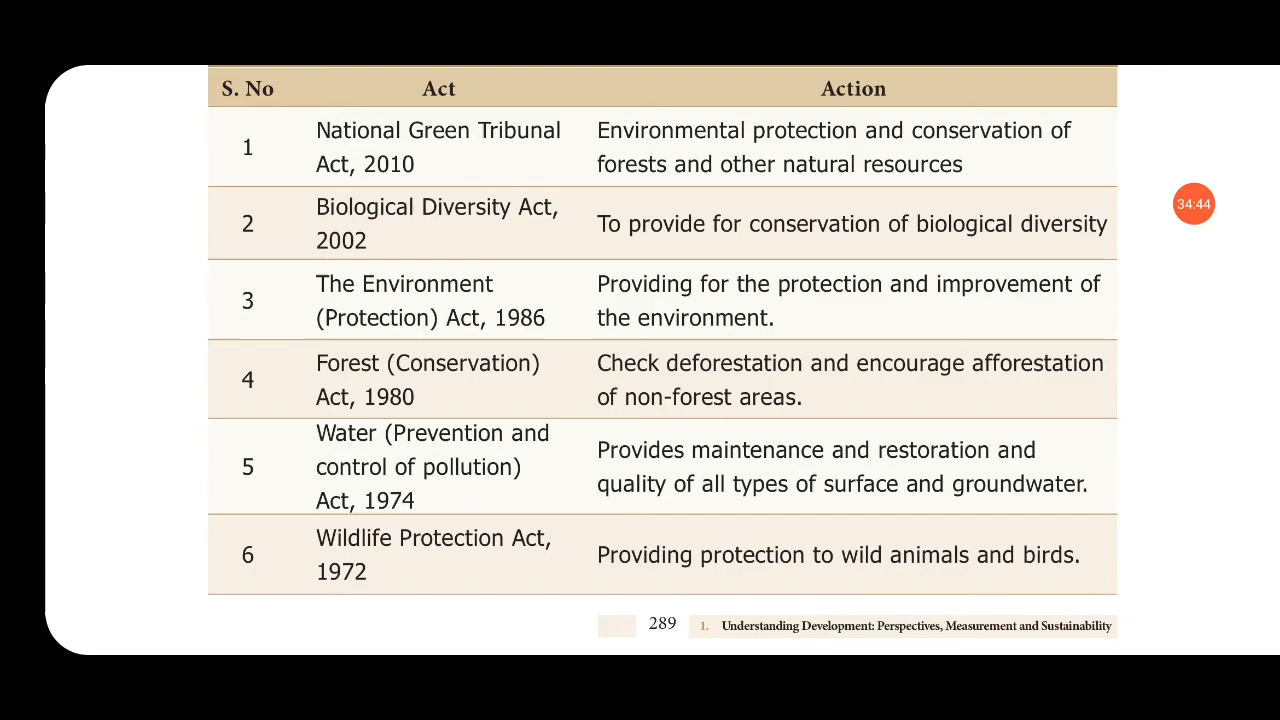 S. No Act Action
1 National Green Tribunal Act, 2010 Environmental protection and conservation of forests and other natural resources
2 Biological Diversity Act, 2002 To provide for conservation of biological diversity
3 The Environment (Protection) Act, 1986 Providing for the protection and improvement of the environment.
4 Forest (Conservation) Act, 1980 Check deforestation and encourage afforestation of non-forest areas.
5 Water (Prevention and control of pollution) Act, 1974 Provides maintenance and restoration and quality of all types of surface and groundwater.
6 Wildlife Protection Act, 1972 Providing protection to wild animals and birds.
34:44
289 1. Understanding Development: Perspectives, Measurement and Sustainability